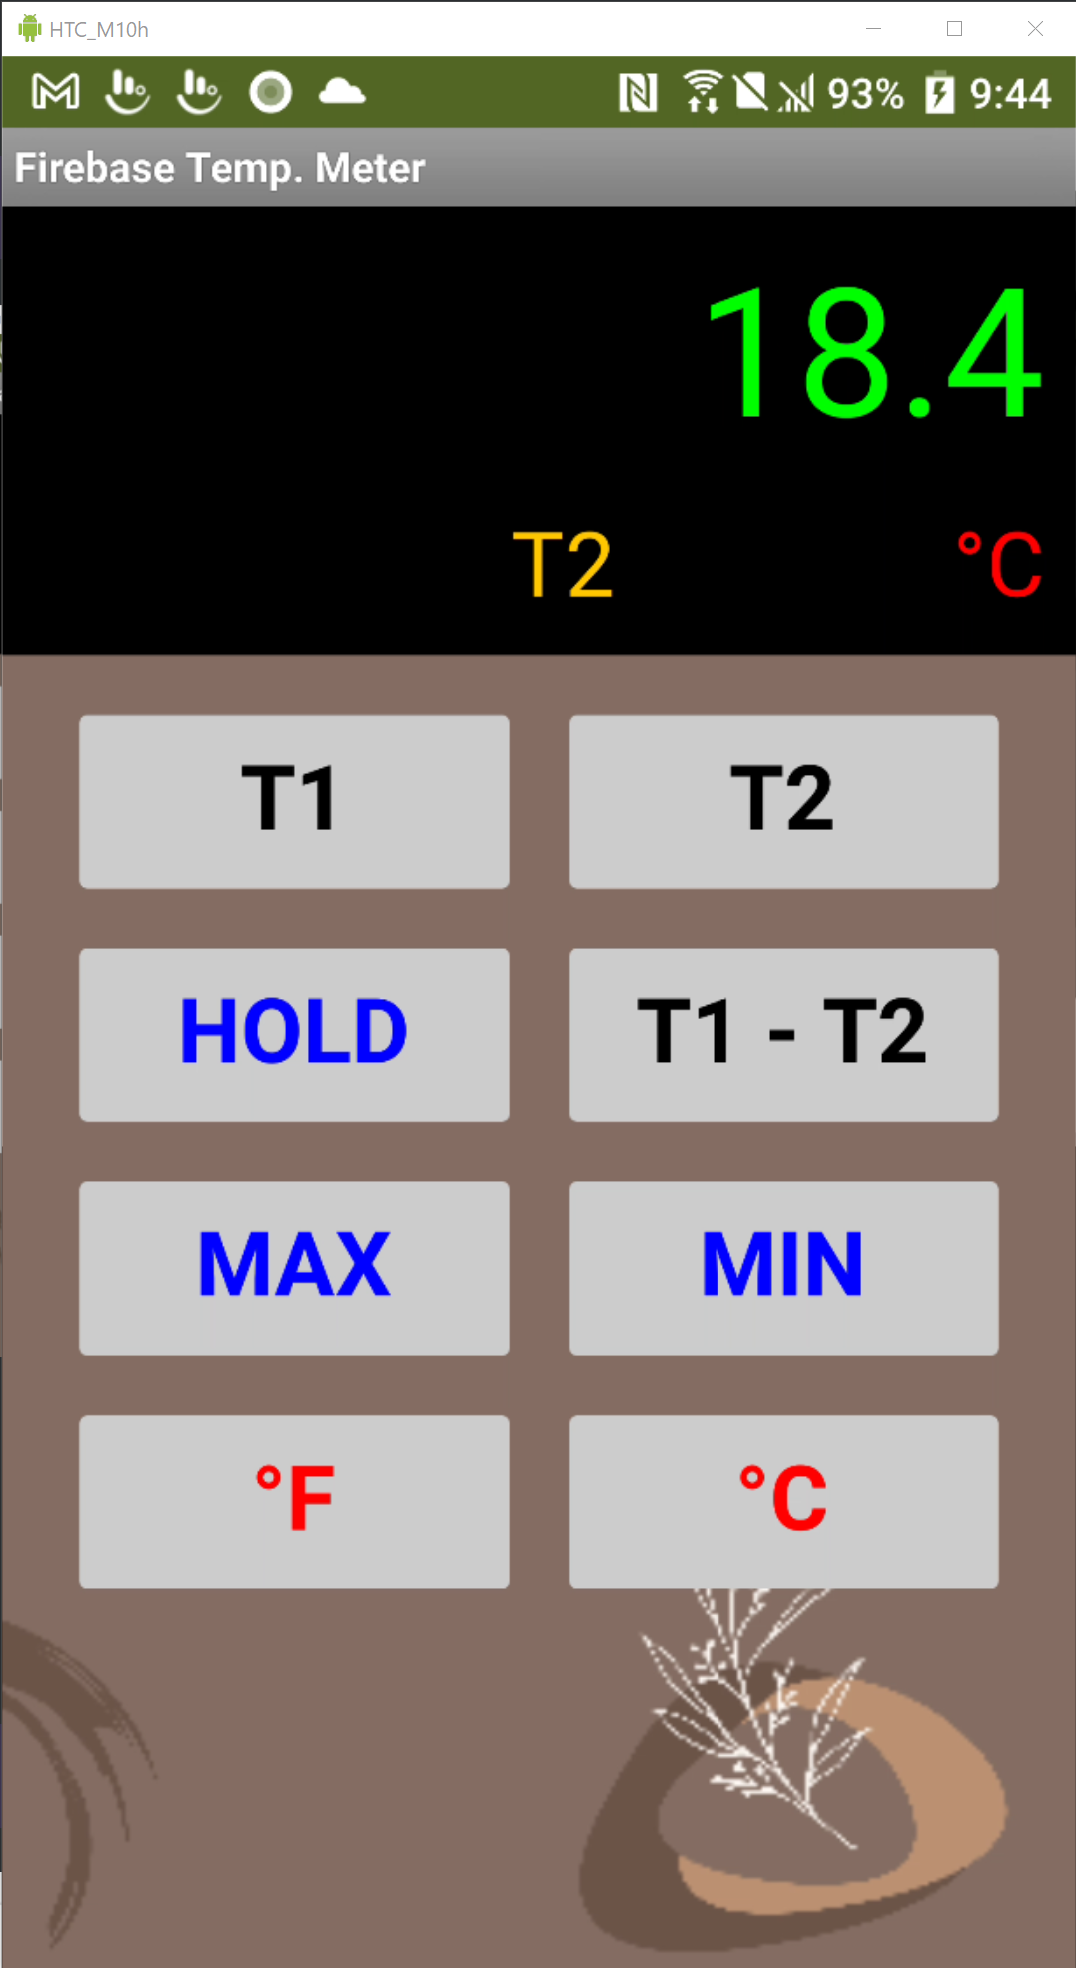 HTC_M10h
93% 9:44
Firebase Temp. Meter
18.4
T2 °C
T1 T2
HOLD T1 - T2
MAX MIN
°F °C